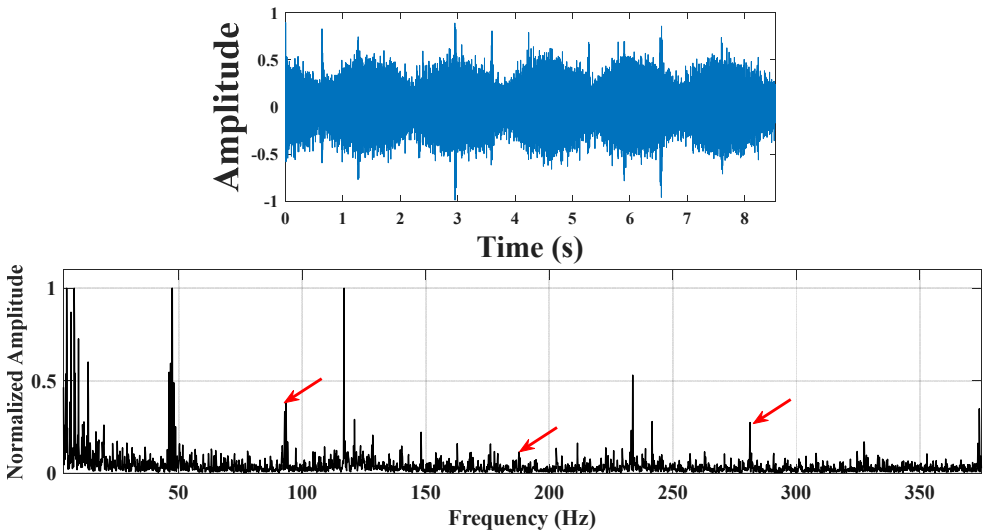 Amplitude
1
0.5
0
-0.5
-1
0 1 2 3 4 5 6 7 8
Time (s)
Normalized Amplitude
1
0.5
0
50 100 150 200 250 300 350
Frequency (Hz)